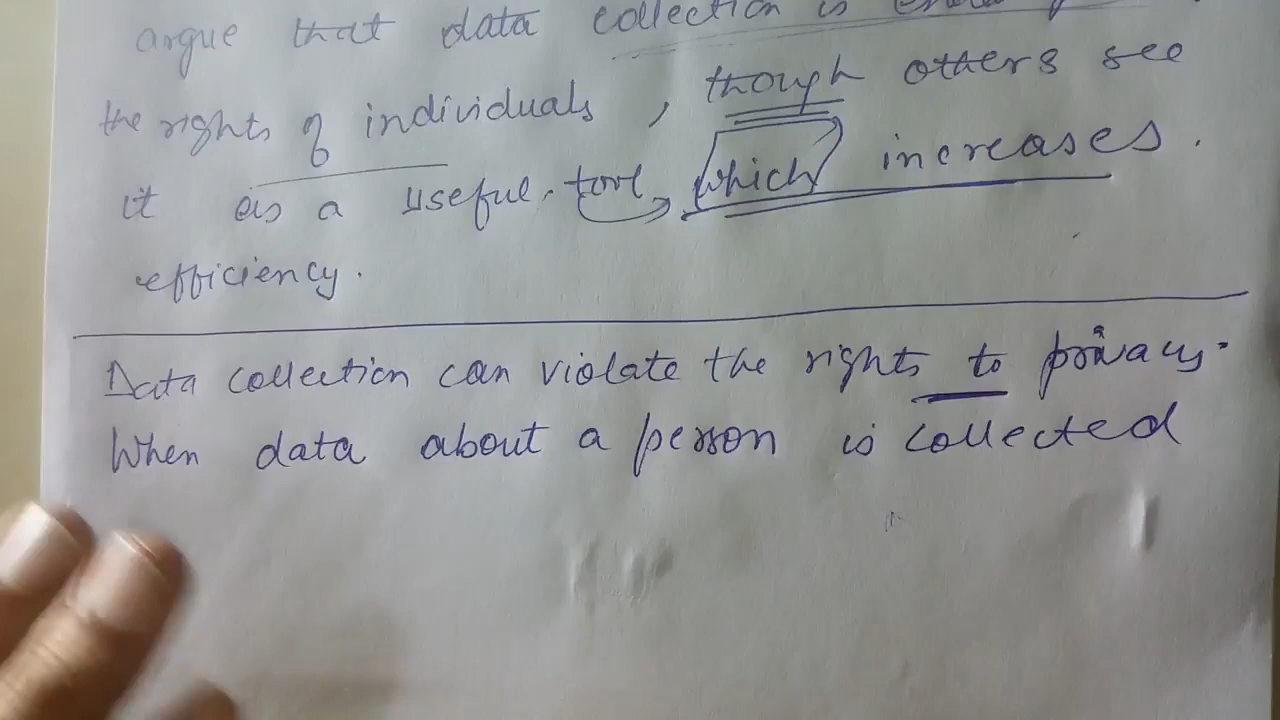 argue that data collection is
the rights of individuals, though others see
it as a useful tool, which increases.
efficiency.
Data collection can violate the rights to privacy.
When data about a person is collected